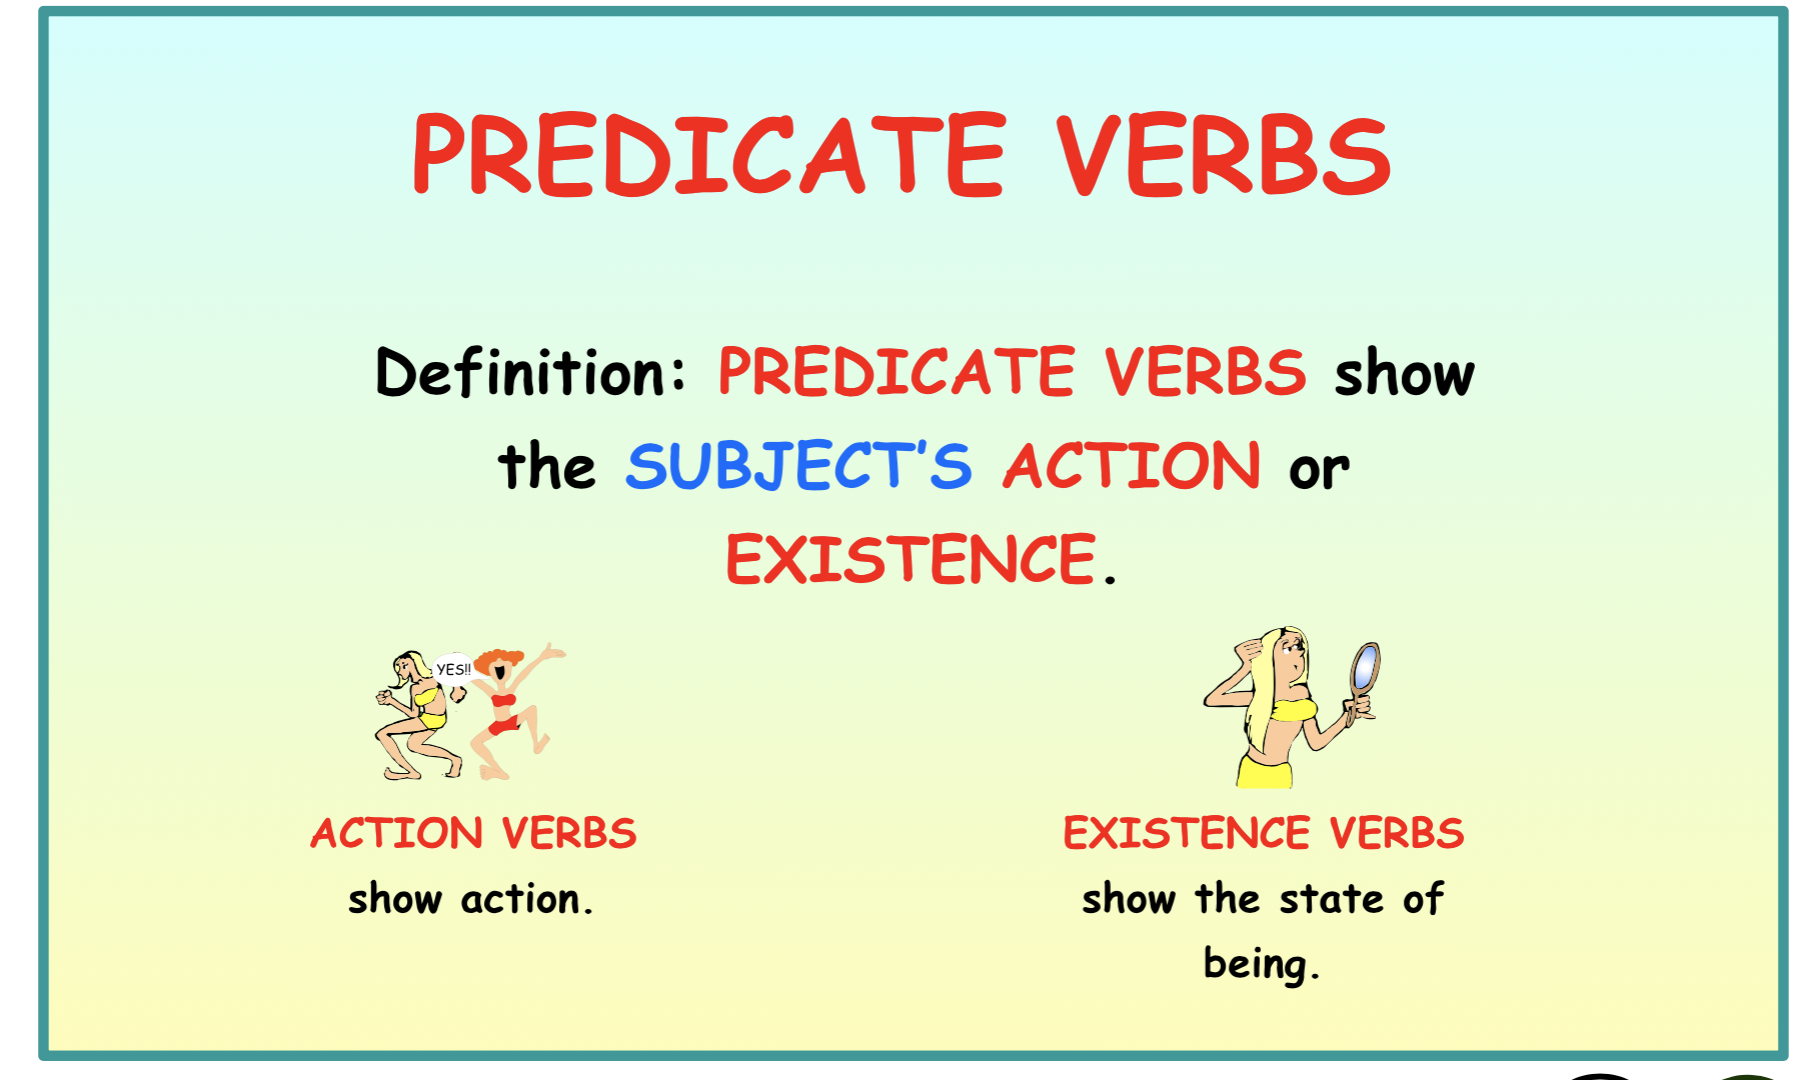 PREDICATE VERBS
Definition: PREDICATE VERBS show
the SUBJECT’S ACTION or
EXISTENCE.
YES!!
ACTION VERBS
show action.
EXISTENCE VERBS
show the state of
being.